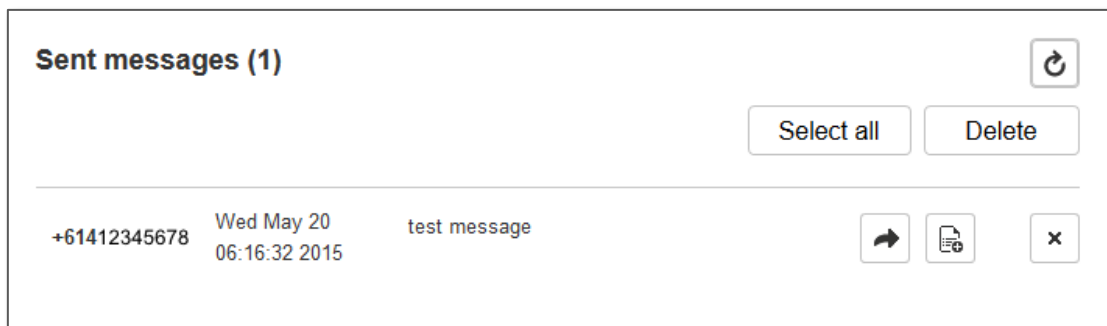 Sent messages (1)
Select all
Delete
+61412345678
Wed May 20
06:16:32 2015
test message